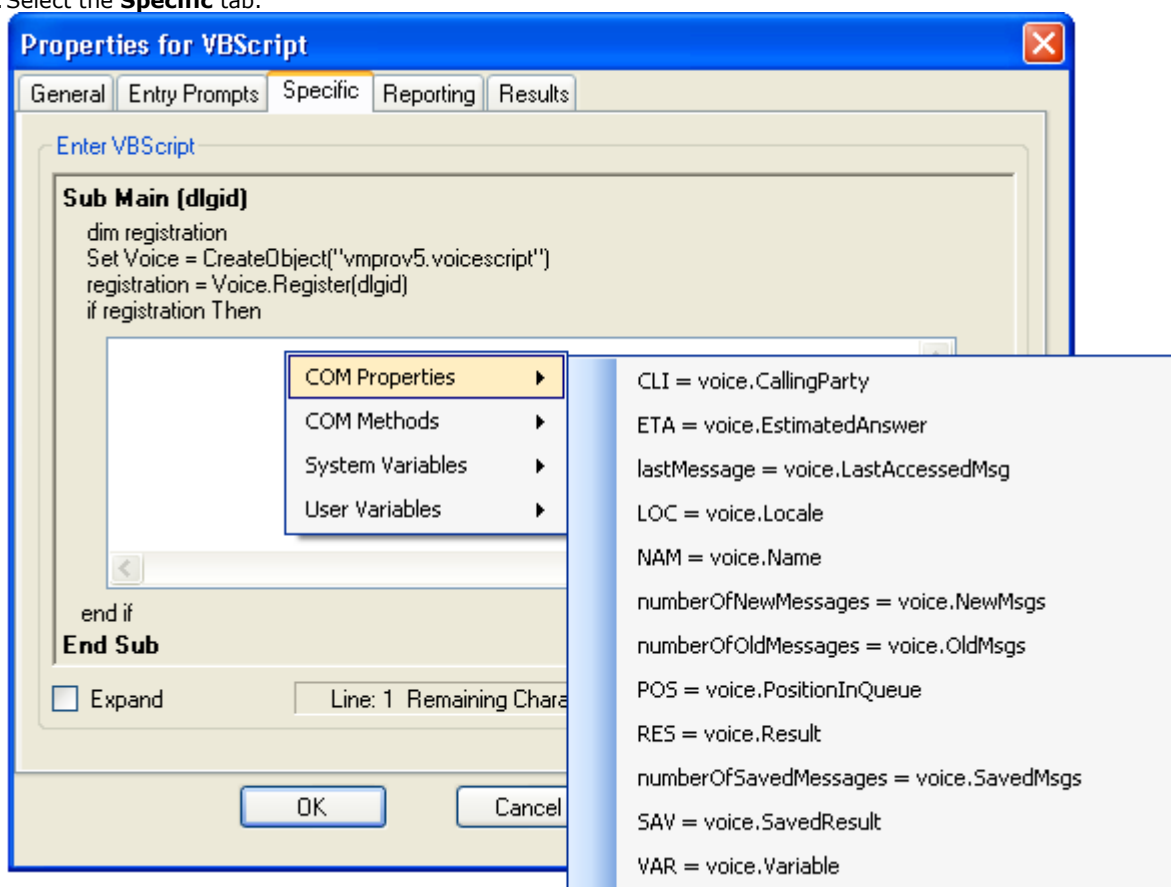 . Select the Specific tab.
Properties for VBScript
General Entry Prompts Specific Reporting Results
Enter VBScript
Sub Main (dlgid)
dim registration
Set Voice = CreateObject("vmprov5.voicescript")
registration = Voice.Register(dlgid)
if registration Then
COM Properties
COM Methods
System Variables
User Variables
CLI = voice.CallingParty
ETA = voice.EstimatedAnswer
lastMessage = voice.LastAccessedMsg
LOC = voice.Locale
NAM = voice.Name
numberOfNewMessages = voice.NewMsgs
numberOfOldMessages = voice.OldMsgs
POS = voice.PositionInQueue
RES = voice.Result
numberOfSavedMessages = voice.SavedMsgs
SAV = voice.SavedResult
VAR = voice.Variable
end if
End Sub
Expand
Line: 1 Remaining Chara
OK
Cancel